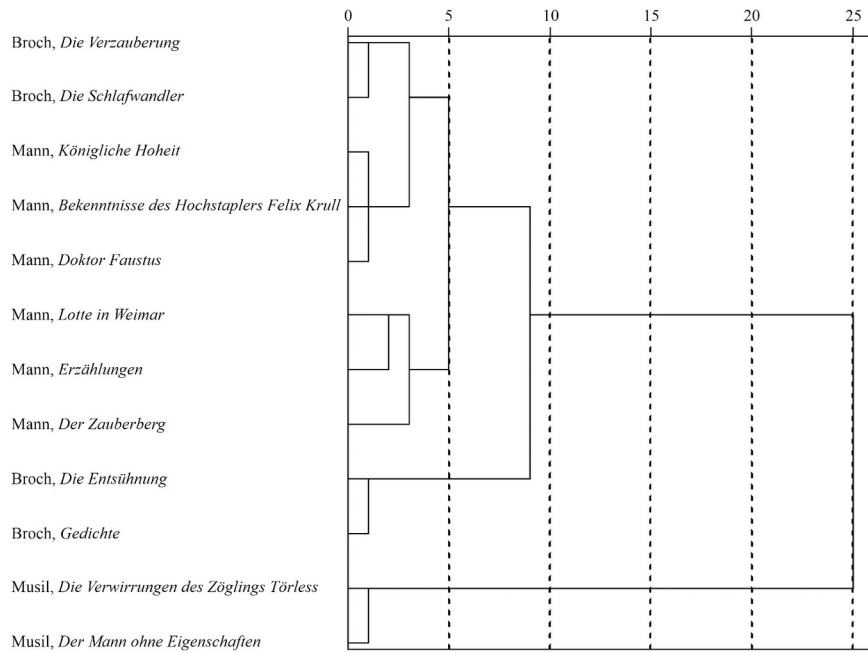 0 5 10 15 20 25
Broch, Die Verzauberung
Broch, Die Schlafwandler
Mann, Königliche Hoheit
Mann, Bekenntnisse des Hochstaplers Felix Krull
Mann, Doktor Faustus
Mann, Lotte in Weimar
Mann, Erzählungen
Mann, Der Zauberberg
Broch, Die Entsühnung
Broch, Gedichte
Musil, Die Verwirrungen des Zöglings Törless
Musil, Der Mann ohne Eigenschaften